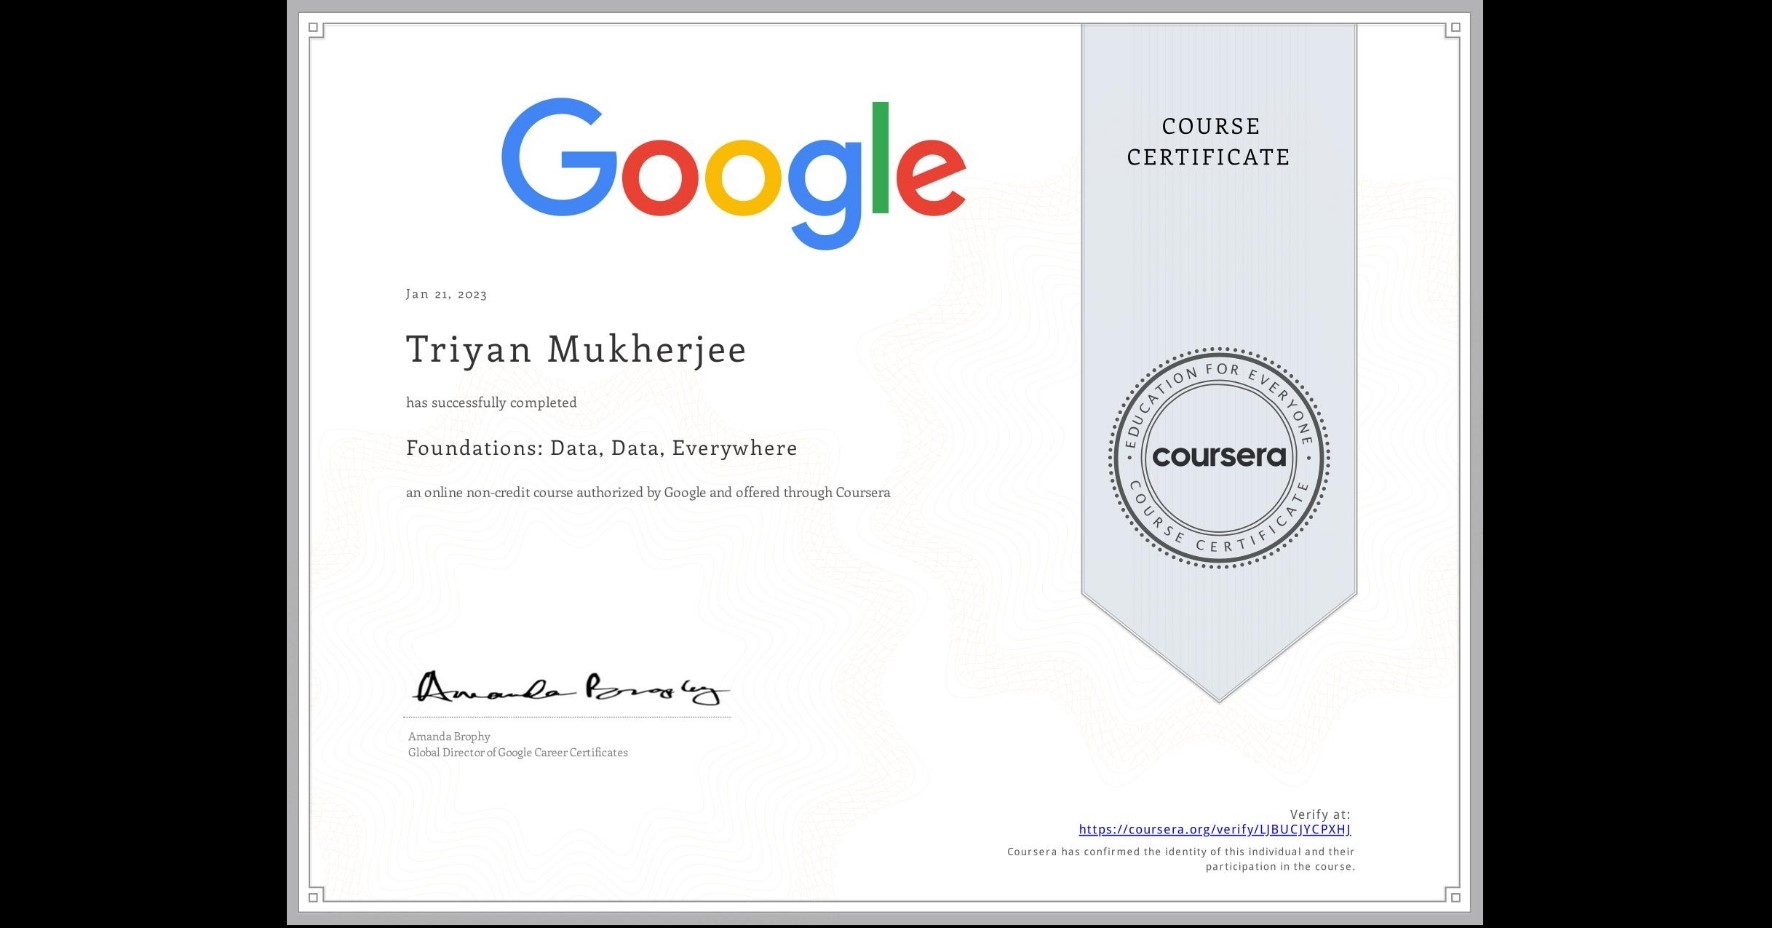 Google
COURSE
CERTIFICATE
Jan 21, 2023
Triyan Mukherjee
has successfully completed
Foundations: Data, Data, Everywhere
an online non-credit course authorized by Google and offered through Coursera
EDUCATION FOR EVERYONE
coursera
COURSE CERTIFICATE
Amanda Brophy
Amanda Brophy
Global Director of Google Career Certificates
Verify at:
https://coursera.org/verify/LJBUCJYCPXHJ
Coursera has confirmed the identity of this individual and their
participation in the course.